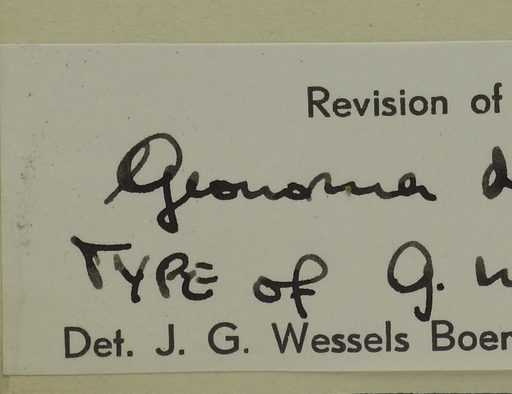 Revision of
Geonoma d
TYPE of G. w
Det. J. G. Wessels Boer